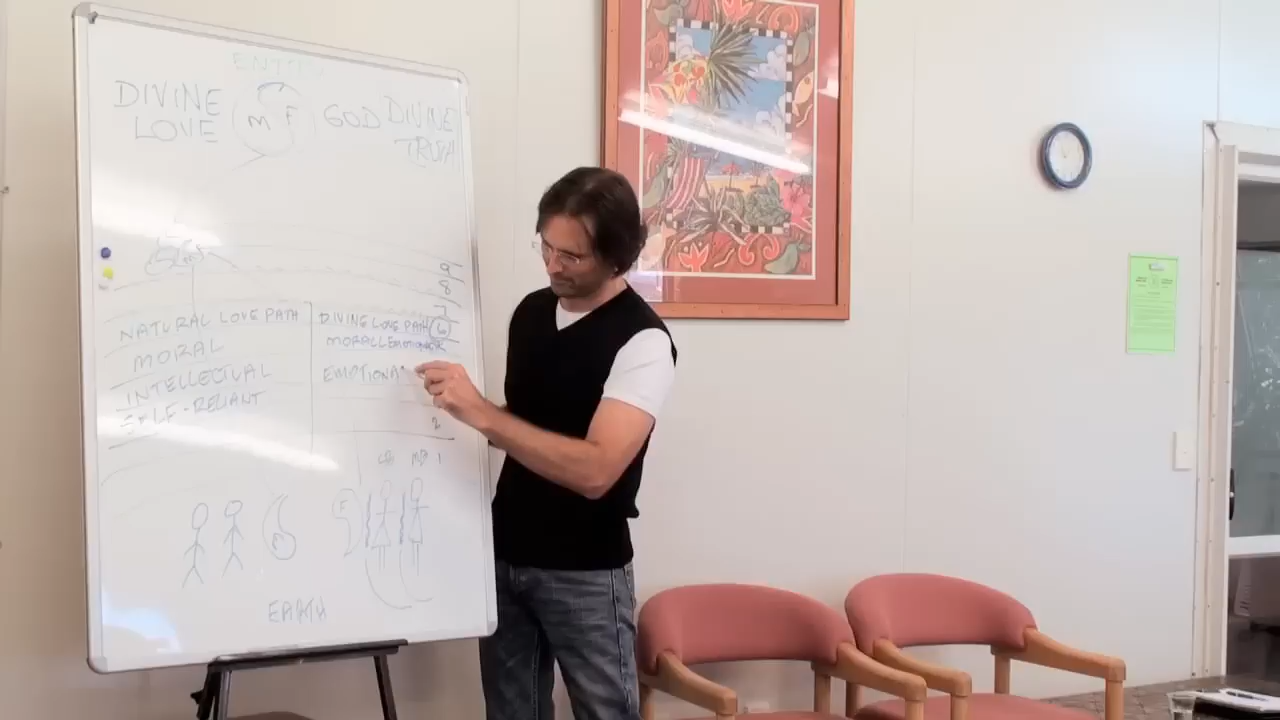 DIVINE
LOVE
M F
GOD DIVINE
TRUTH
9
8
7
NATURAL LOVE PATH
MORAL
INTELLECTUAL
SELF-RELIANT
DIVINE LOVE PATH 6
EMOTIONA
2
1
F
M
EARTH